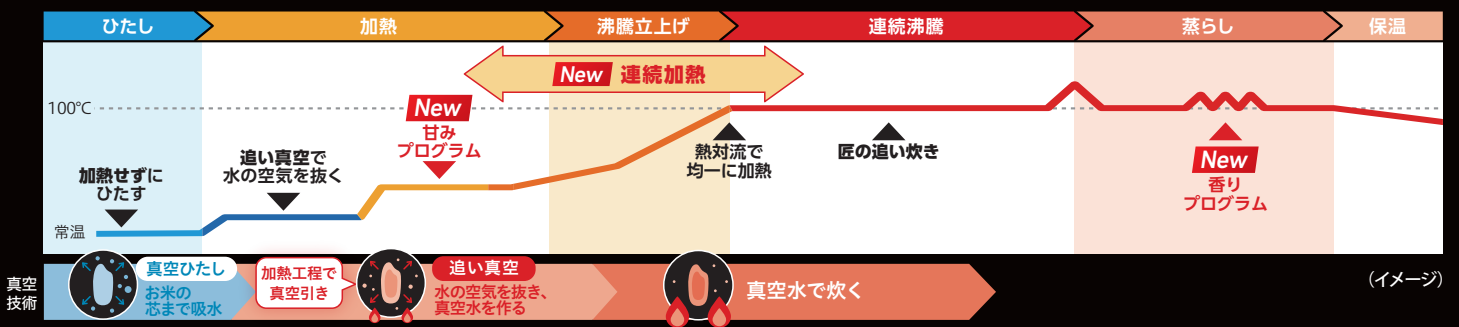 ひたし
加熱
沸騰立上げ
連続沸騰
蒸らし
保温
New 連続加熱
100℃
New
甘み
プログラム
追い真空で
水の空気を抜く
加熱せずに
ひたす
熱対流で
均一に加熱
匠の追い炊き
New
香り
プログラム
常温
真空
技術
真空ひたし
お米の
芯まで吸水
加熱工程で
真空引き
追い真空
水の空気を抜き、
真空水を作る
真空水で炊く
(イメージ)